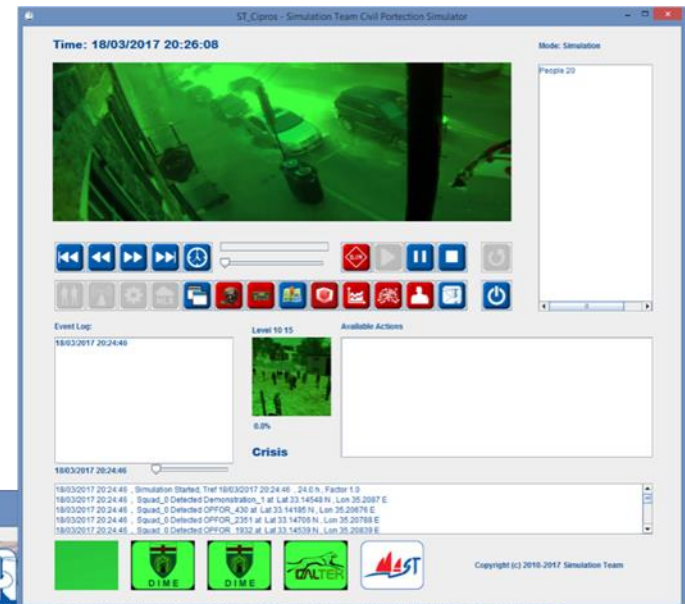 ST_Cipros - Simulation Team Civil Portection Simulator
Time: 18/03/2017 20:26:08
Mode: Simulation
People 20
Event Log:
18/03/2017 20:24:46
Level 10 15
Available Actions
0.0%
Crisis
18/03/2017 20:24:46
18/03/2017 20:24:46 , Simulation Started, Tref 18/03/2017 20:24:46 , 24.0 h , Factor 1.0
18/03/2017 20:24:46 , Squad_0 Detected Demonstration_1 at Lat 33.14548 N , Lon 35.2087 E
18/03/2017 20:24:46 , Squad_0 Detected OPFOR_430 at Lat 33.14195 N , Lon 35.20676 E
18/03/2017 20:24:46 , Squad_0 Detected OPFOR_2351 at Lat 33.14706 N , Lon 35.20788 E
18/03/2017 20:24:46 , Squad_0 Detected OPFOR_1932 at Lat 33.14539 N , Lon 35.20839 E
DIME
DIME
CALTEK
ST
Copyright (c) 2010-2017 Simulation Team